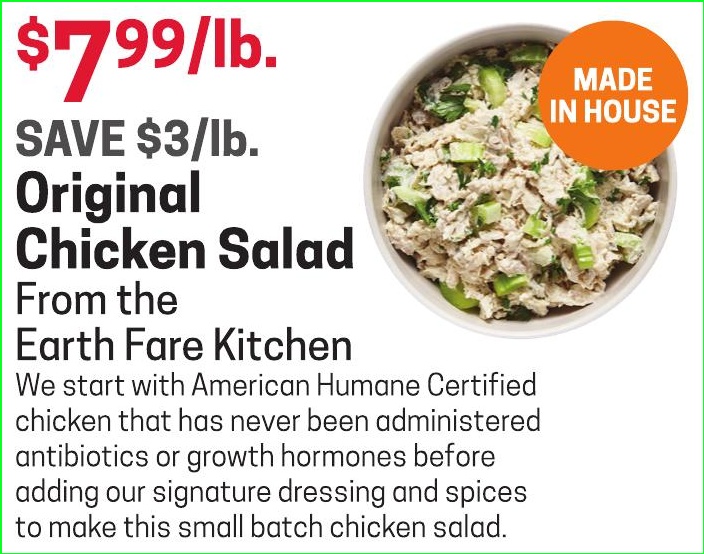 $7.99/lb.
SAVE $3/lb.
Original
Chicken Salad
From the
Earth Fare Kitchen
We start with American Humane Certified
chicken that has never been administered
antibiotics or growth hormones before
adding our signature dressing and spices
to make this small batch chicken salad.
MADE
IN HOUSE